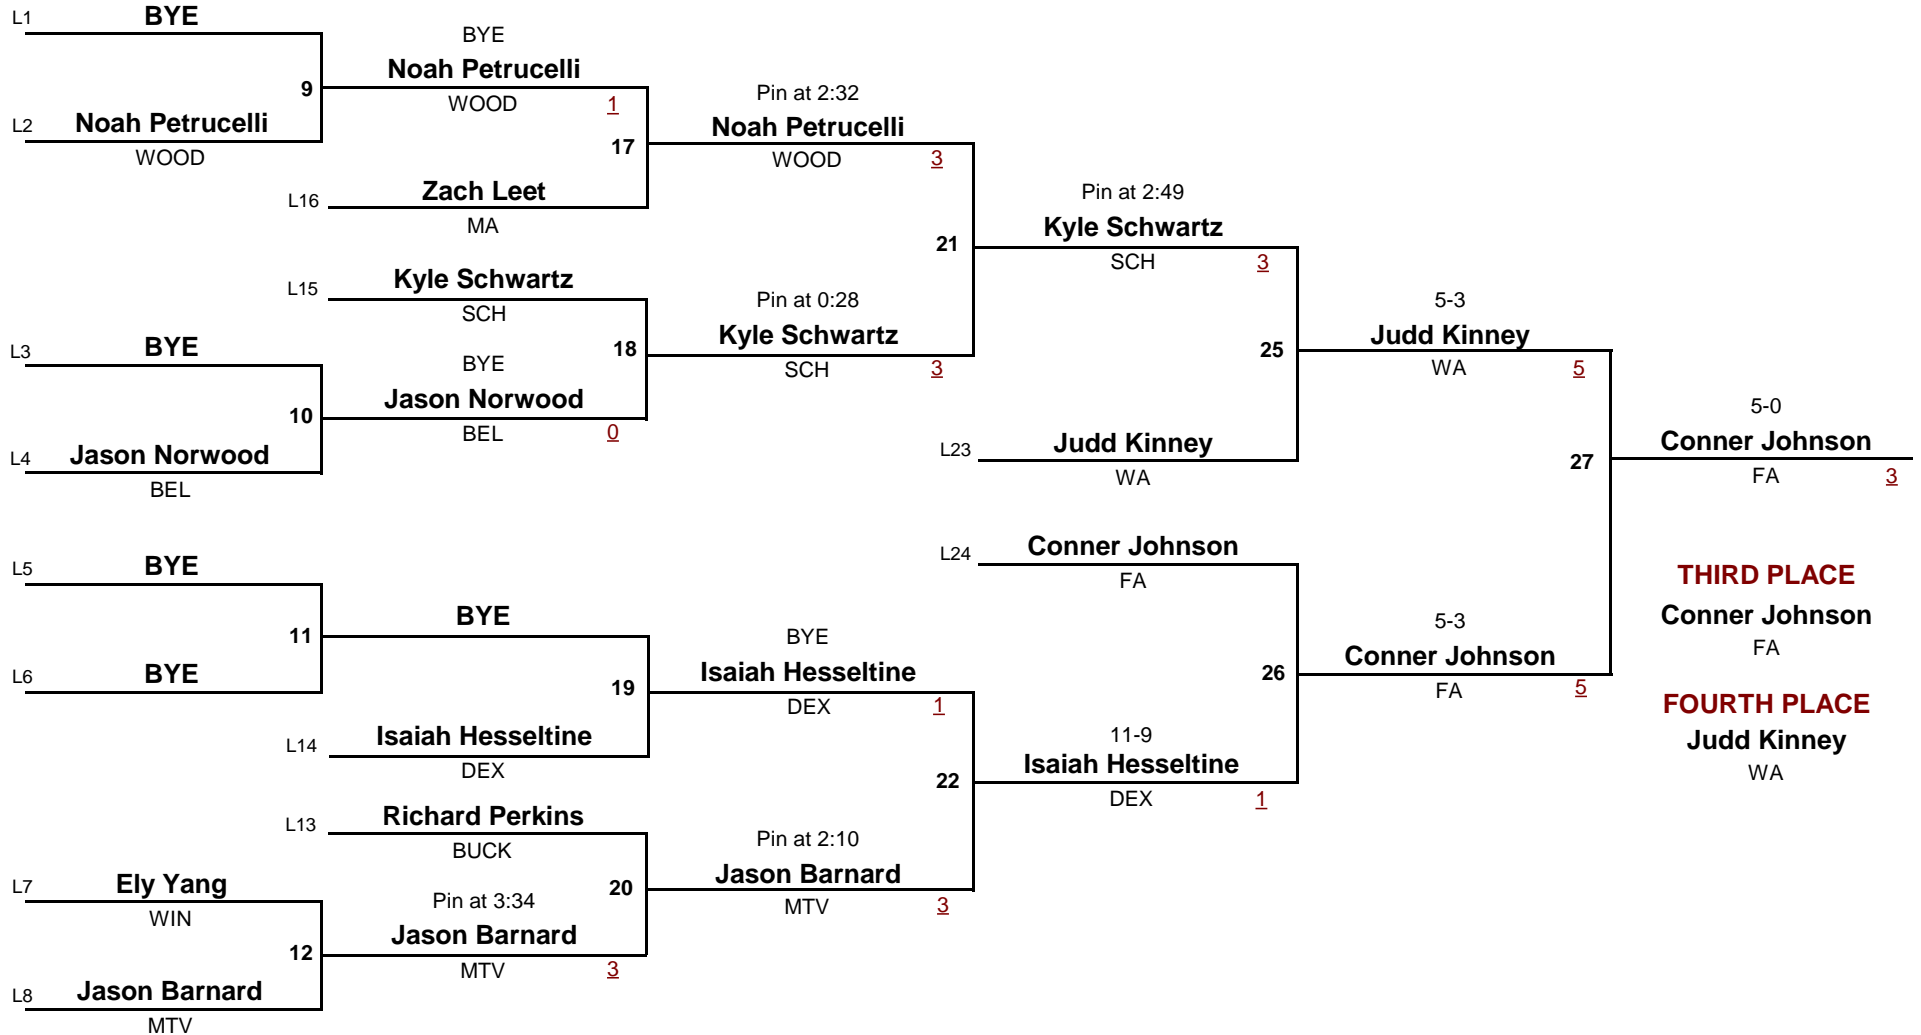 L1 BYE
9
L2 Noah Petrucelli
WOOD
BYE
Noah Petrucelli
WOOD 1
17
L16 Zach Leet
MA
Pin at 2:32
Noah Petrucelli
WOOD 3
21
L15 Kyle Schwartz
SCH
18
L3 BYE
10
L4 Jason Norwood
BEL
BYE
Jason Norwood
BEL 0
Pin at 0:28
Kyle Schwartz
SCH 3
Pin at 2:49
Kyle Schwartz
SCH 3
25
L23 Judd Kinney
WA
5-3
Judd Kinney
WA 5
27
5-0
Conner Johnson
FA 3
L5 BYE
11
L6 BYE
BYE
19
L14 Isaiah Hesseltine
DEX
BYE
Isaiah Hesseltine
DEX 1
22
L13 Richard Perkins
BUCK
20
L7 Ely Yang
WIN
12
L8 Jason Barnard
MTV
Pin at 3:34
Jason Barnard
MTV 3
Pin at 2:10
Jason Barnard
MTV 3
L24 Conner Johnson
FA
26
11-9
Isaiah Hesseltine
DEX 1
5-3
Conner Johnson
FA 5
THIRD PLACE
Conner Johnson
FA
FOURTH PLACE
Judd Kinney
WA